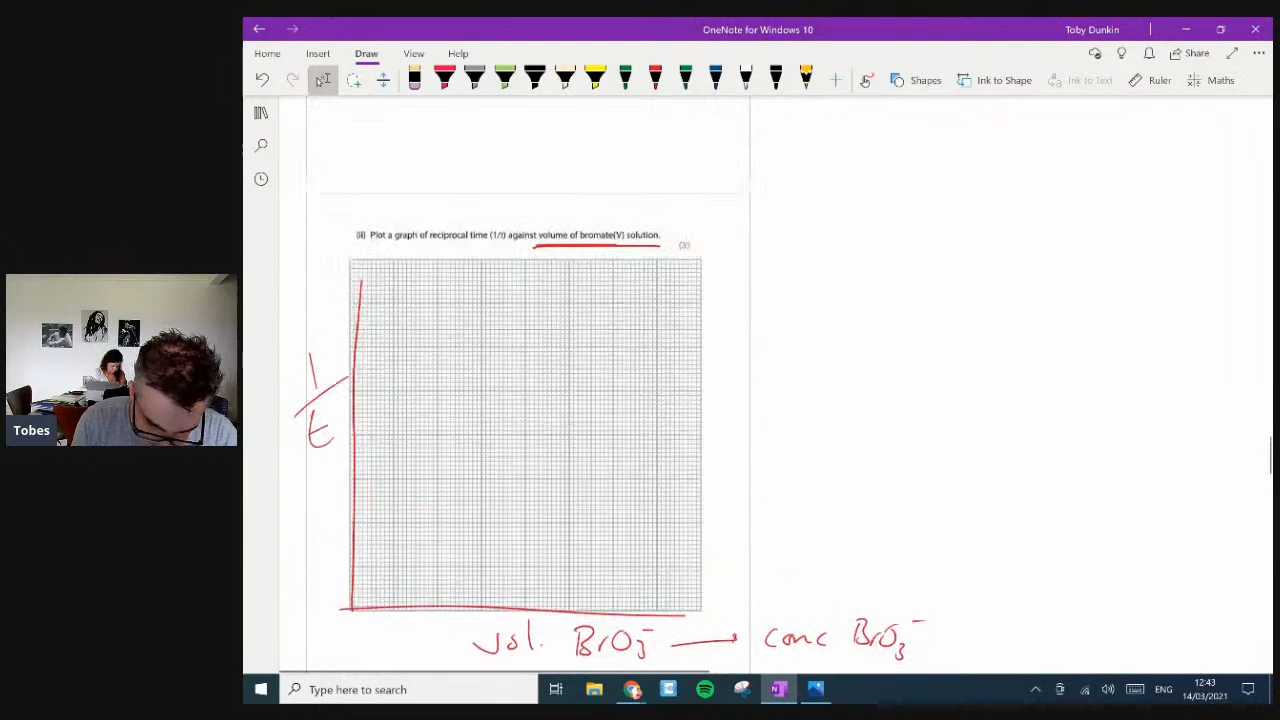 OneNote for Windows 10
Toby Dunkin
Home Insert Draw View Help
Share
Shapes Ink to Shape Ink to Text Ruler Maths
(ii) Plot a graph of reciprocal time (1/t) against volume of bromate(V) solution.
(3)
1
t
Tobes
vol. BrO3- → conc BrO3-
Type here to search
ENG
12:43
14/03/2021